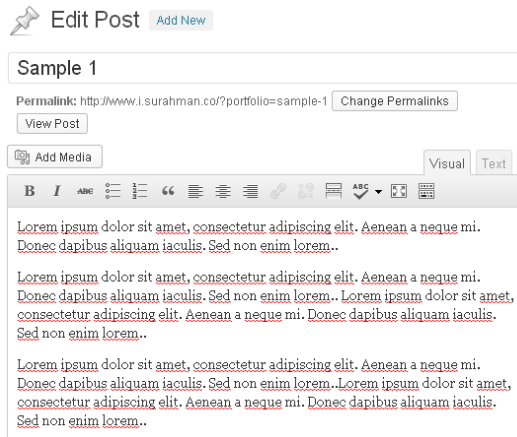 Edit Post Add New
Sample 1
Permalink: http://www.i.surahman.co/?portfolio=sample-1 Change Permalinks
View Post
Add Media
Visual Text
B I ABC 1 2 3 “ ABC
Lorem ipsum dolor sit amet, consectetur adipiscing elit. Aenean a neque mi.
Donec dapibus aliquam iaculis. Sed non enim lorem..
Lorem ipsum dolor sit amet, consectetur adipiscing elit. Aenean a neque mi.
Donec dapibus aliquam iaculis. Sed non enim lorem.. Lorem ipsum dolor sit amet,
consectetur adipiscing elit. Aenean a neque mi. Donec dapibus aliquam iaculis.
Sed non enim lorem..
Lorem ipsum dolor sit amet, consectetur adipiscing elit. Aenean a neque mi.
Donec dapibus aliquam iaculis. Sed non enim lorem..Lorem ipsum dolor sit amet,
consectetur adipiscing elit. Aenean a neque mi. Donec dapibus aliquam iaculis.
Sed non enim lorem..